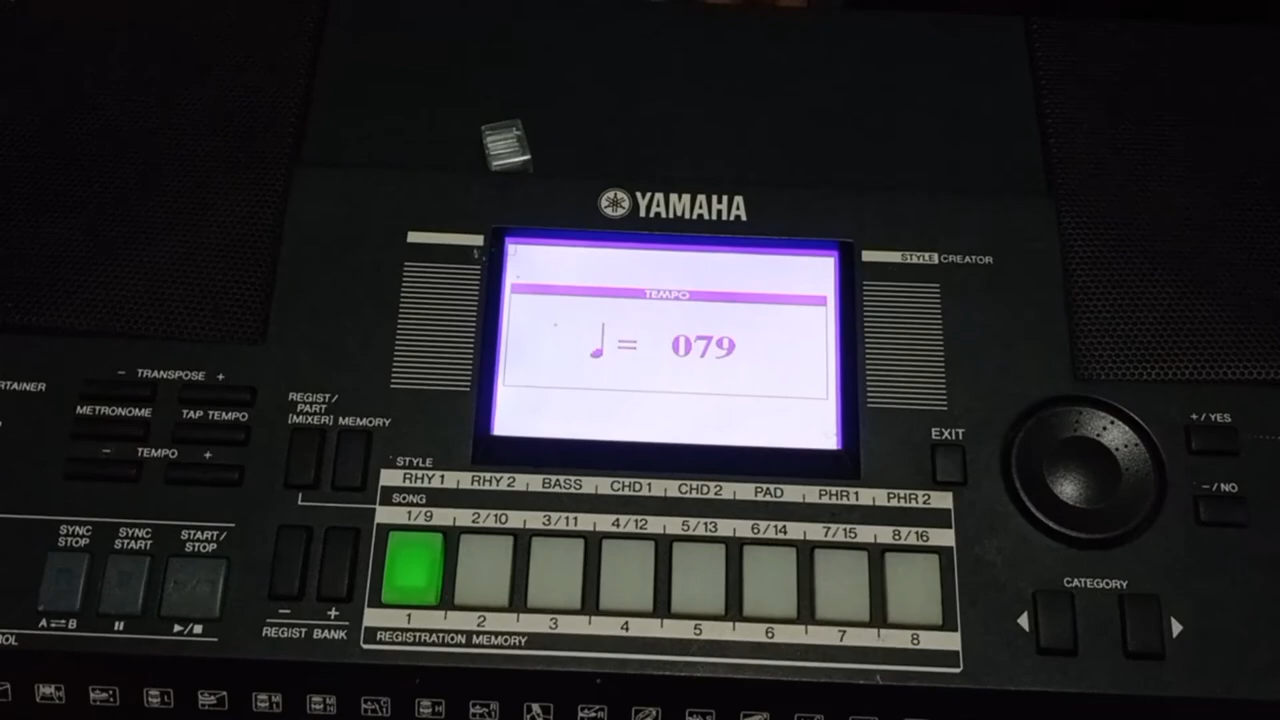 YAMAHA
STYLE CREATOR
TEMPO
= 079
RTAINER
− TRANSPOSE +
METRONOME TAP TEMPO
− TEMPO +
REGIST/
PART
[MIXER] MEMORY
EXIT
+/YES
−/NO
STYLE
RHY 1 RHY 2 BASS CHD 1 CHD 2 PAD PHR 1 PHR 2
SONG
1/9 2/10 3/11 4/12 5/13 6/14 7/15 8/16
SYNC
STOP
SYNC
START
START/
STOP
CATEGORY
A B
− +
REGIST BANK
1 2 3 4 5 6 7 8
REGISTRATION MEMORY
ROL